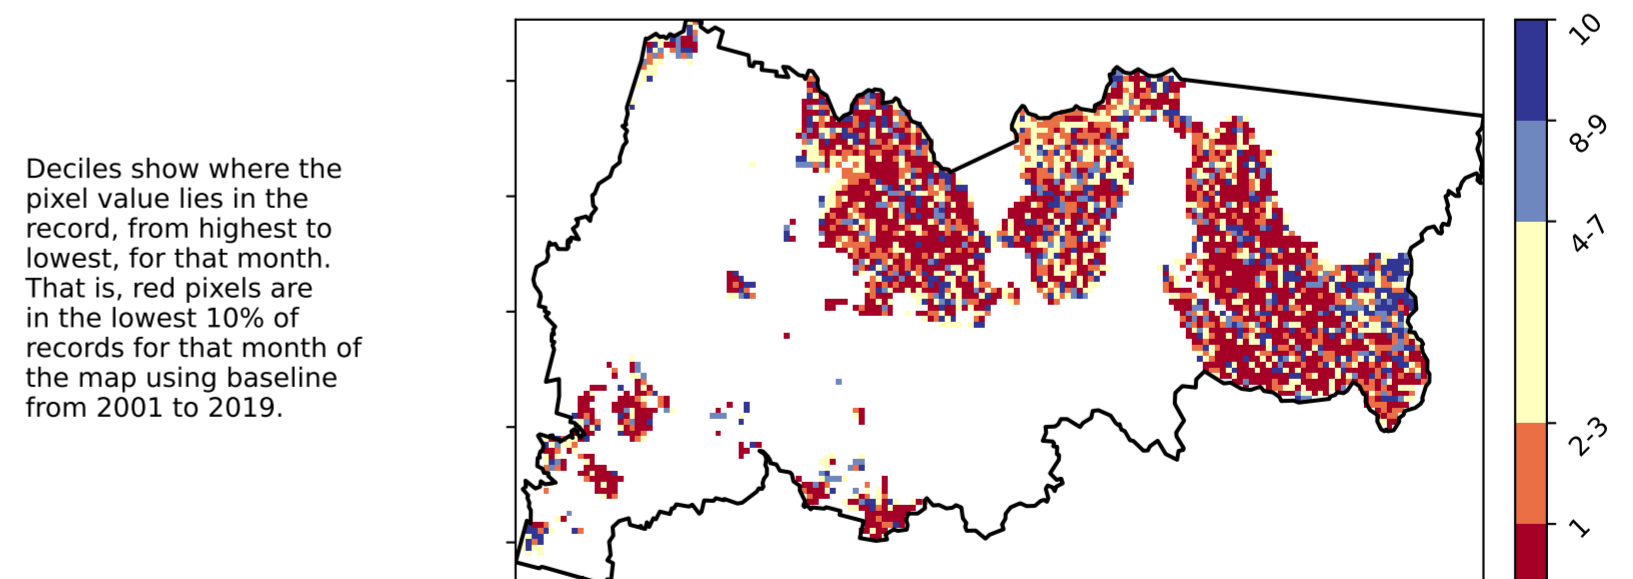 Deciles show where the
pixel value lies in the
record, from highest to
lowest, for that month.
That is, red pixels are
in the lowest 10% of
records for that month of
the map using baseline
from 2001 to 2019.
10
8-9
4-7
2-3
1